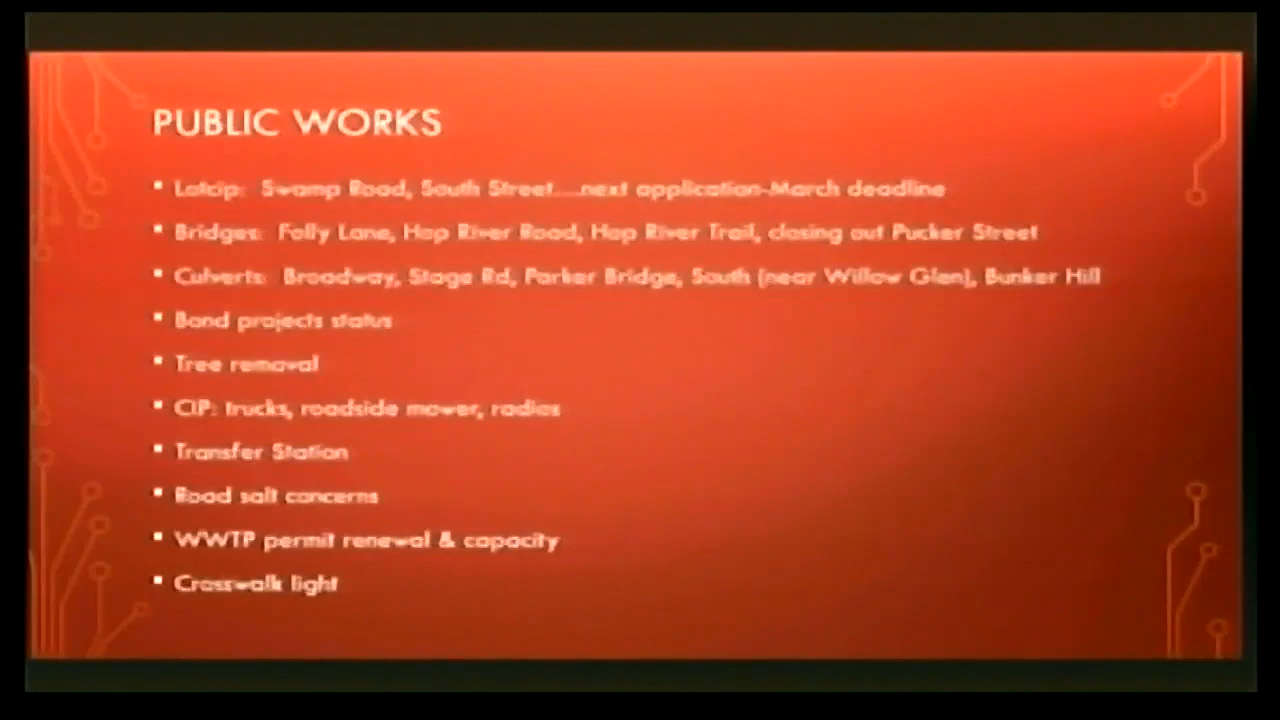 PUBLIC WORKS
▪ Lotcip: Swamp Road, South Street....next application-March deadline
▪ Bridges: Folly Lane, Hop River Road, Hop River Trail, closing out Pucker Street
▪ Culverts: Broadway, Stage Rd, Parker Bridge, South (near Willow Glen), Bunker Hill
▪ Bond projects status
▪ Tree removal
▪ CIP: trucks, roadside mower, radios
▪ Transfer Station
▪ Road salt concerns
▪ WWTP permit renewal & capacity
▪ Crosswalk light